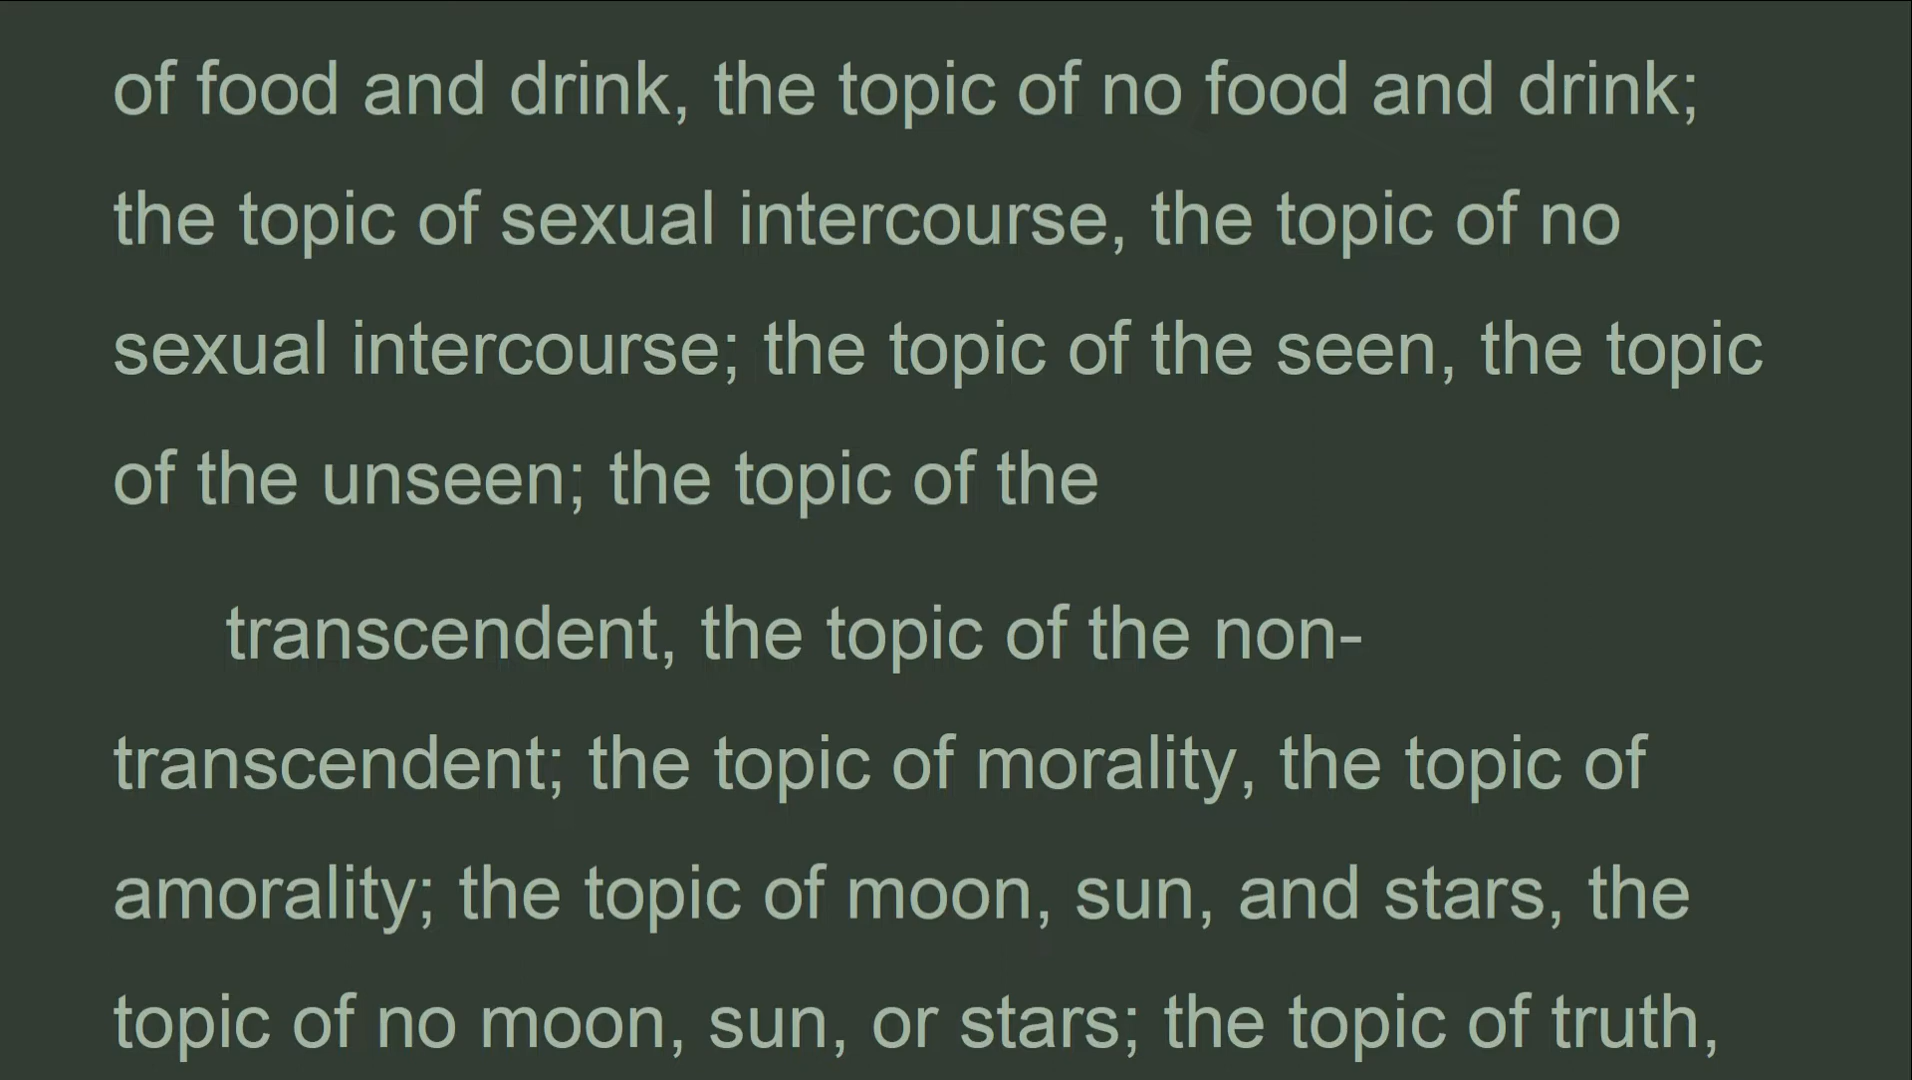 of food and drink, the topic of no food and drink;
the topic of sexual intercourse, the topic of no
sexual intercourse; the topic of the seen, the topic
of the unseen; the topic of the
transcendent, the topic of the non-
transcendent; the topic of morality, the topic of
amorality; the topic of moon, sun, and stars, the
topic of no moon, sun, or stars; the topic of truth,